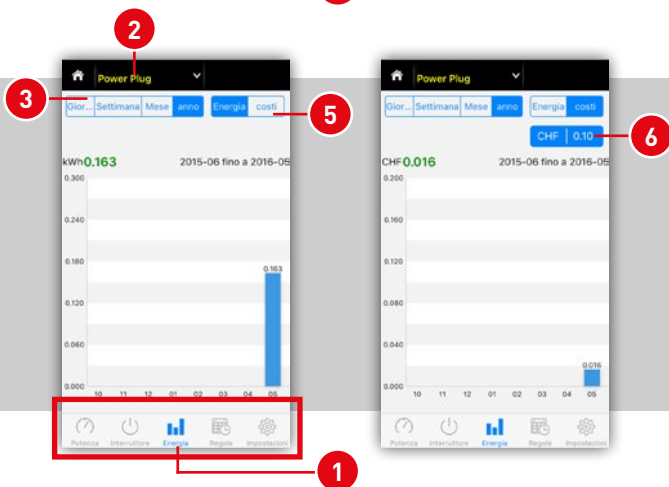 2
Power Plug
3
Gior... Settimana Mese anno Energia costi
5
kWh0.163 2015-06 fino a 2016-05
0.300
0.240
0.180
0.163
0.120
0.060
0.000
10 11 12 01 02 03 04 05
Potenza Interruttore Energia Regole Impostazioni
1
Power Plug
Gior... Settimana Mese anno Energia costi
CHF 0.10
6
CHF0.016 2015-06 fino a 2016-05
0.200
0.160
0.120
0.080
0.040
0.016
0.000
10 11 12 01 02 03 04 05
Potenza Interruttore Energia Regole Impostazioni